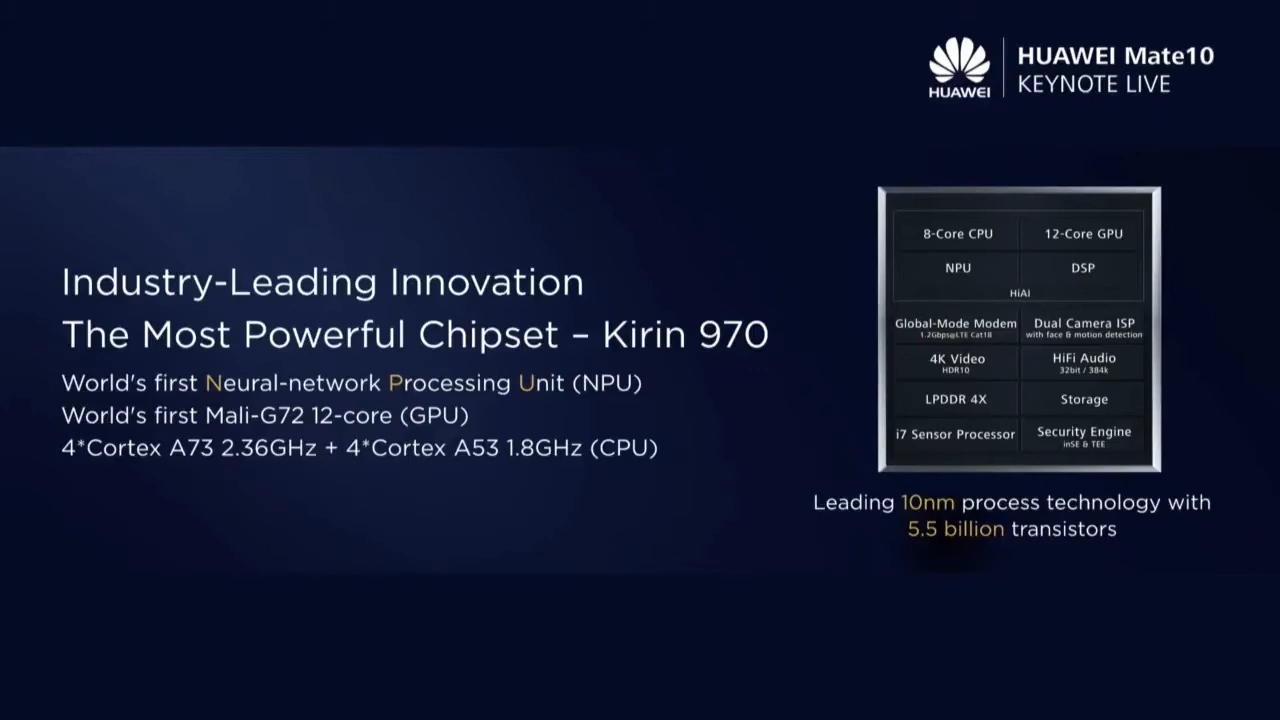 HUAWEI
HUAWEI Mate10
KEYNOTE LIVE
Industry-Leading Innovation
The Most Powerful Chipset – Kirin 970
World's first Neural-network Processing Unit (NPU)
World's first Mali-G72 12-core (GPU)
4*Cortex A73 2.36GHz + 4*Cortex A53 1.8GHz (CPU)
8-Core CPU
12-Core GPU
NPU
DSP
HiAI
Global-Mode Modem
1.2Gbps@LTE Cat18
Dual Camera ISP
with face & motion detection
4K Video
HDR10
HiFi Audio
32bit / 384k
LPDDR 4X
Storage
i7 Sensor Processor
Security Engine
inSE & TEE
Leading 10nm process technology with
5.5 billion transistors